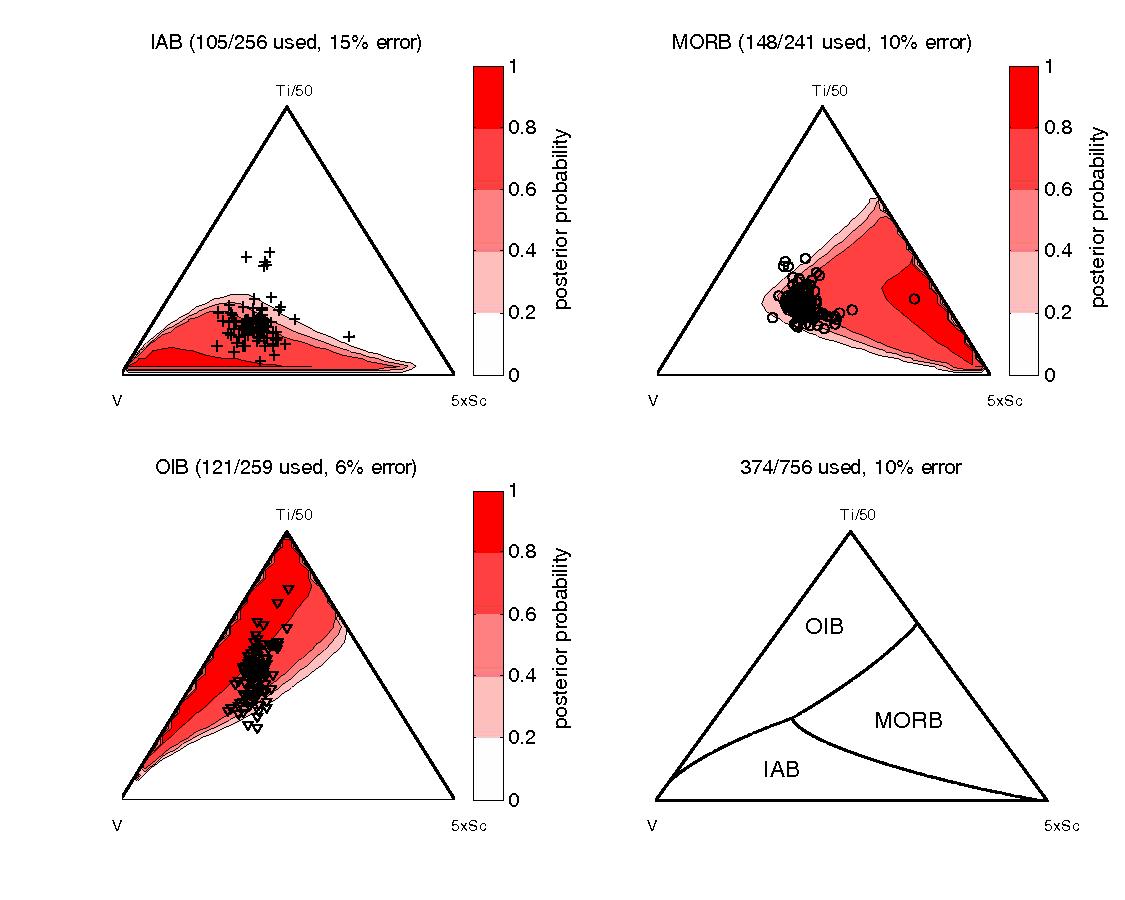 IAB (105/256 used, 15% error)
Ti/50
V
5xSc
1
0.8
0.6
0.4
0.2
0
posterior probability
MORB (148/241 used, 10% error)
Ti/50
V
5xSc
1
0.8
0.6
0.4
0.2
0
posterior probability
OIB (121/259 used, 6% error)
Ti/50
V
5xSc
1
0.8
0.6
0.4
0.2
0
posterior probability
374/756 used, 10% error
Ti/50
OIB
MORB
IAB
V
5xSc